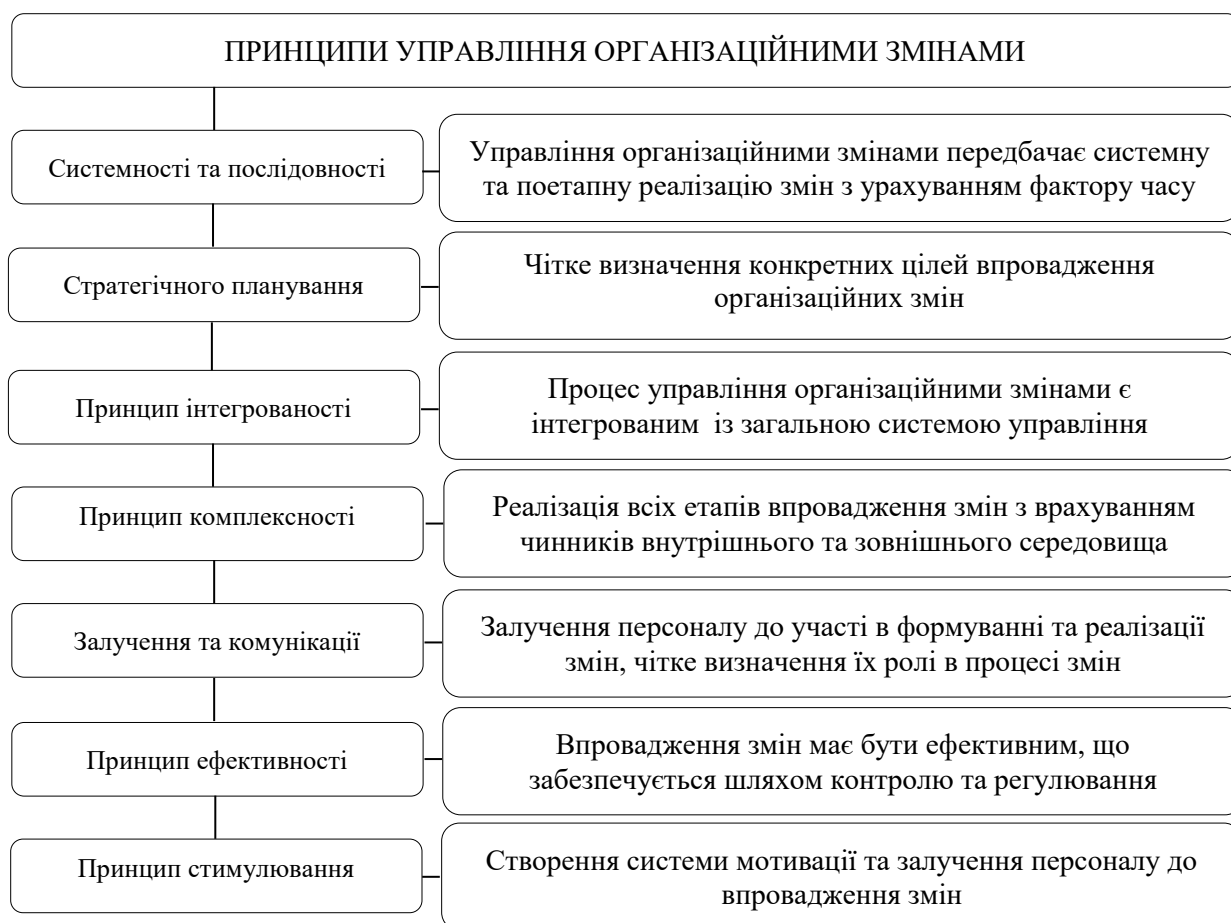 ПРИНЦИПИ УПРАВЛІННЯ ОРГАНІЗАЦІЙНИМИ ЗМІНАМИ
Системності та послідовності
Управління організаційними змінами передбачає системну
та поетапну реалізацію змін з урахуванням фактору часу
Стратегічного планування
Чітке визначення конкретних цілей впровадження
організаційних змін
Принцип інтегрованості
Процес управління організаційними змінами є
інтегрованим із загальною системою управління
Принцип комплексності
Реалізація всіх етапів впровадження змін з врахуванням
чинників внутрішнього та зовнішнього середовища
Залучення та комунікації
Залучення персоналу до участі в формуванні та реалізації
змін, чітке визначення їх ролі в процесі змін
Принцип ефективності
Впровадження змін має бути ефективним, що
забезпечується шляхом контролю та регулювання
Принцип стимулювання
Створення системи мотивації та залучення персоналу до
впровадження змін